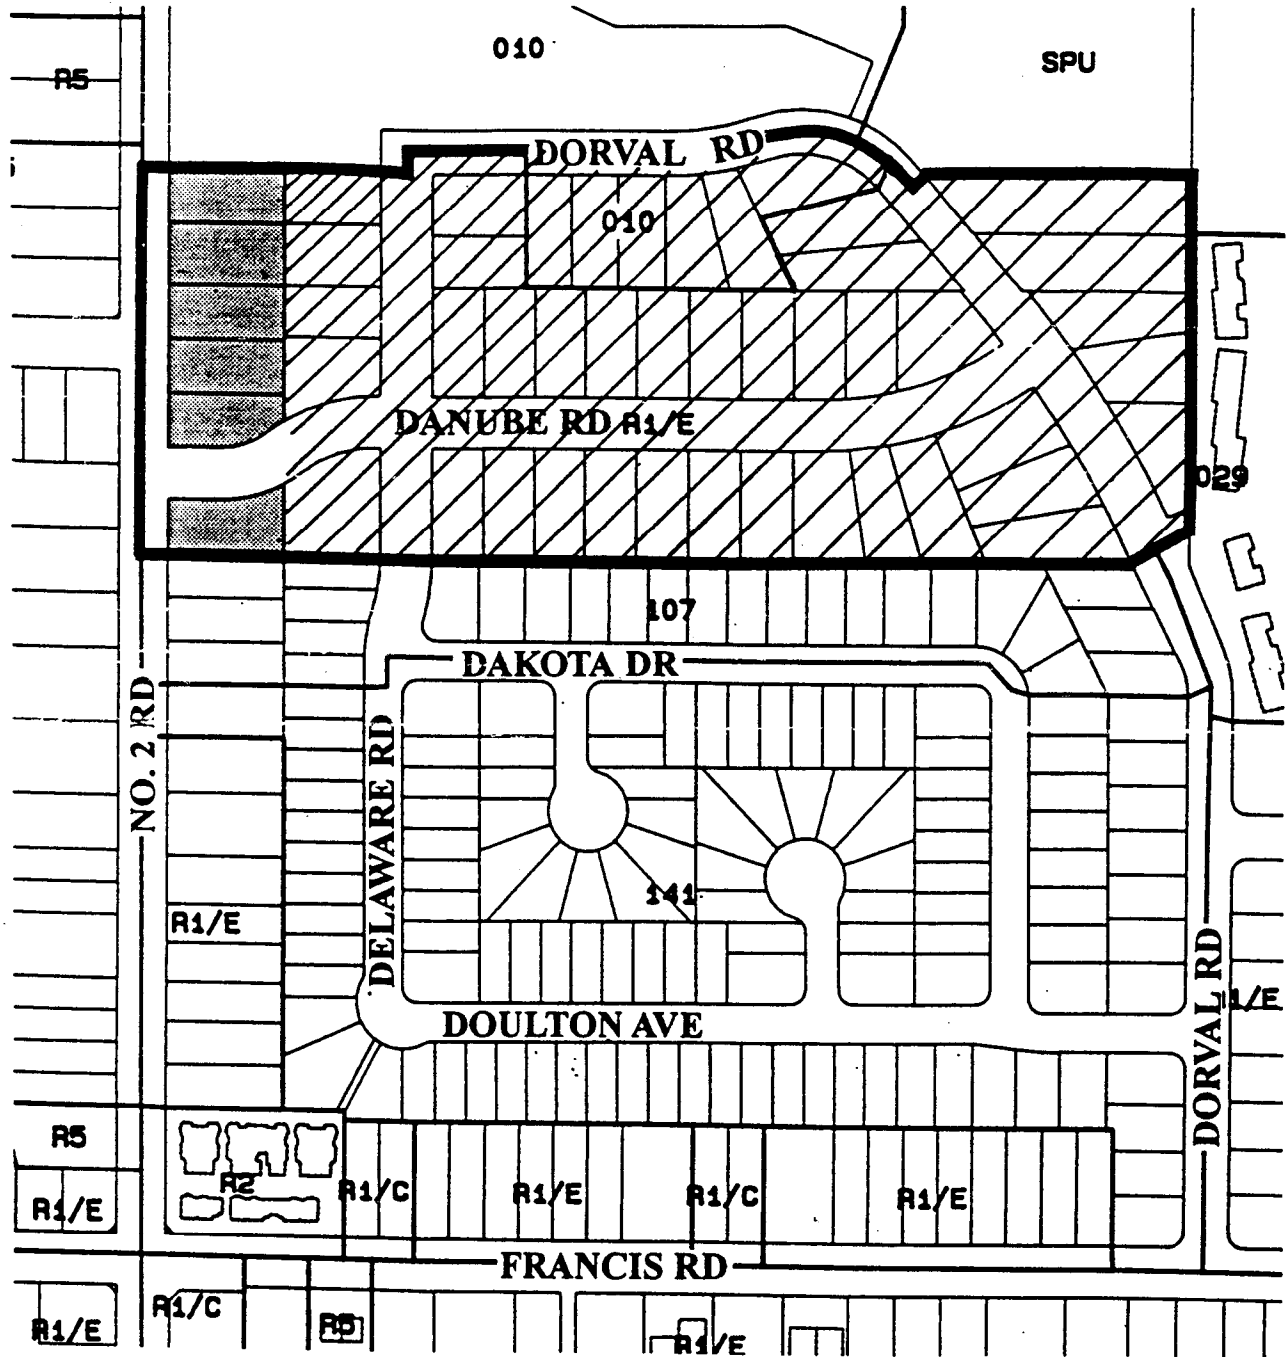 010
SPU
R5
DORVAL RD
010
DANUBE RD R1/E
029
107
DAKOTA DR
NO. 2 RD
DELAWARE RD
141
R1/E
DORVAL RD
1/E
DOULTON AVE
R5
R2
R1/C
R1/E
R1/C
R1/E
R1/E
FRANCIS RD
R1/C
R1/E
R5
R1/E